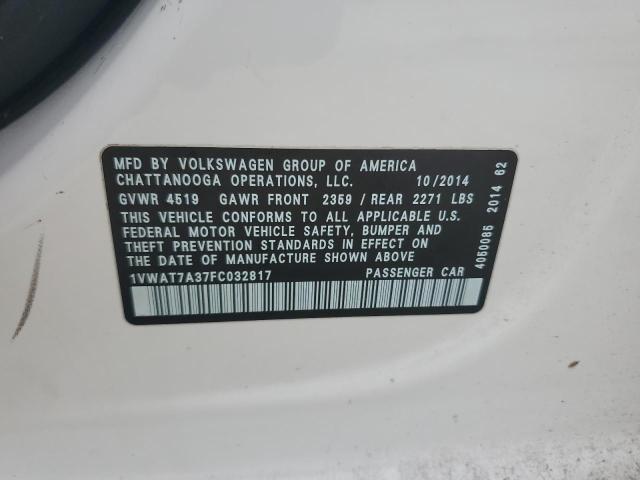 MFD BY VOLKSWAGEN GROUP OF AMERICA
CHATTANOOGA OPERATIONS, LLC. 10/2014
GVWR 4519 GAWR FRONT 2359 / REAR 2271 LBS
THIS VEHICLE CONFORMS TO ALL APPLICABLE U.S.
FEDERAL MOTOR VEHICLE SAFETY, BUMPER AND
THEFT PREVENTION STANDARDS IN EFFECT ON
THE DATE OF MANUFACTURE SHOWN ABOVE
1VWAT7A37FC032817 PASSENGER CAR
4050086 2014 62